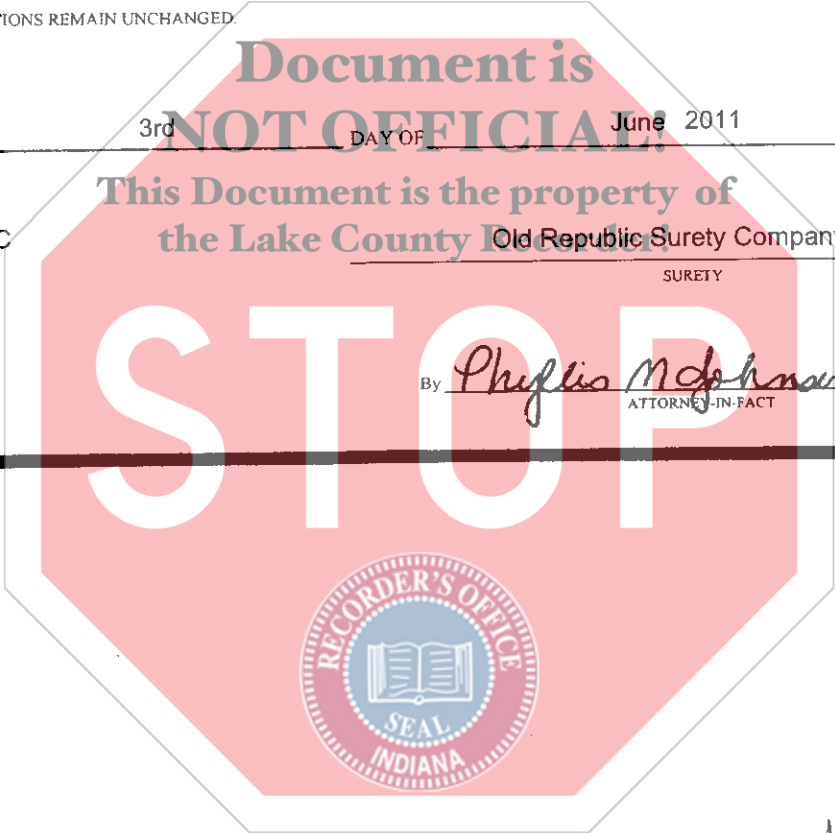 TIONS REMAIN UNCHANGED.
Document is
NOT OFFICIAL!
3rd DAY OF June 2011
This Document is the property of
the Lake County Recorder!
C Old Republic Surety Company
SURETY
STOP
By Phyllis M Johnson
ATTORNEY-IN-FACT
RECORDER'S OFFICE
SEAL
INDIANA